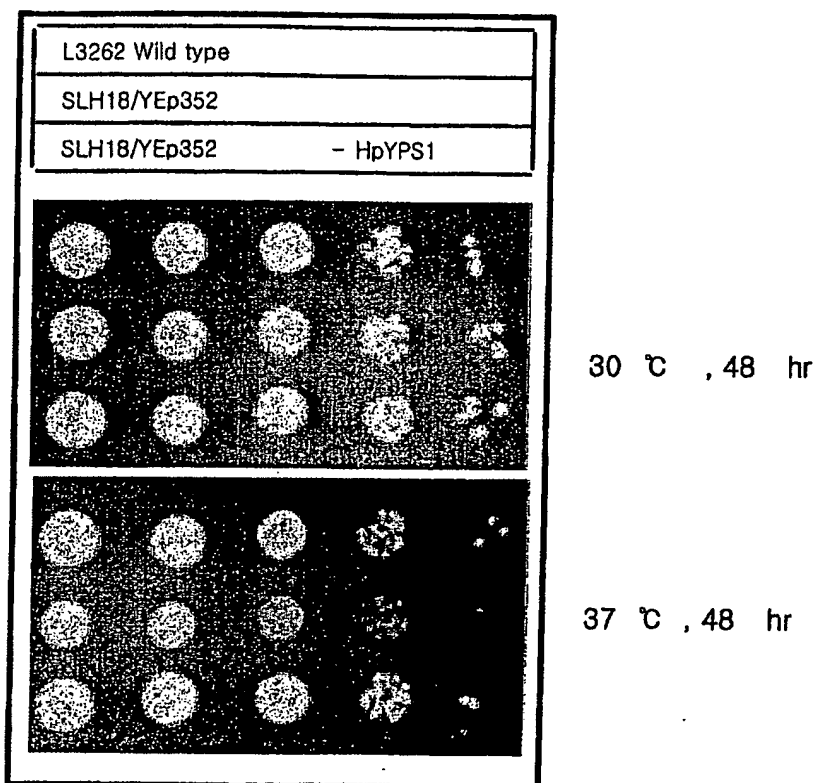 L3262 Wild type
SLH18/YEp352
SLH18/YEp352 - HpYPS1
30 ℃ , 48 hr
37 ℃ , 48 hr